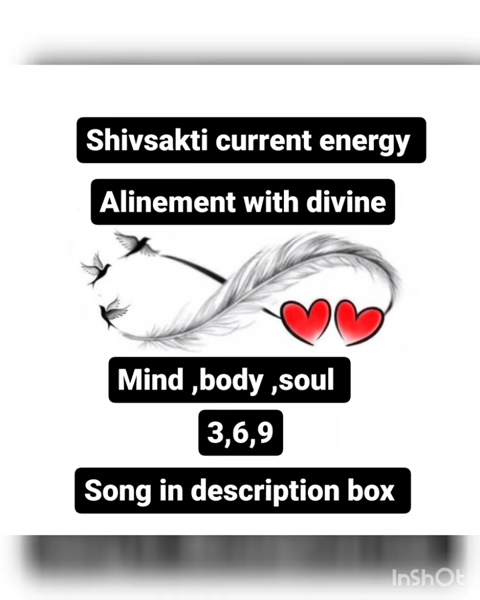 Shivsakti current energy
Alinement with divine
Mind ,body ,soul
3,6,9
Song in description box
InShOt